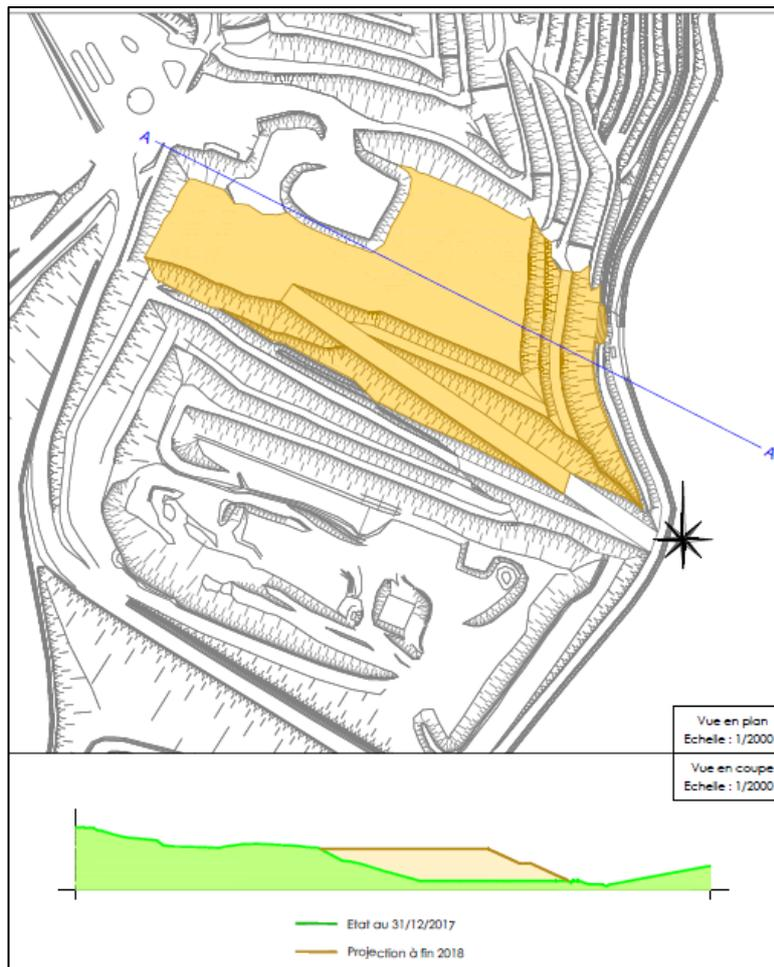 A
A
Vue en plan
Echelle : 1/2000
Vue en coupe
Echelle : 1/2000
Etat au 31/12/2017
Projection à fin 2018